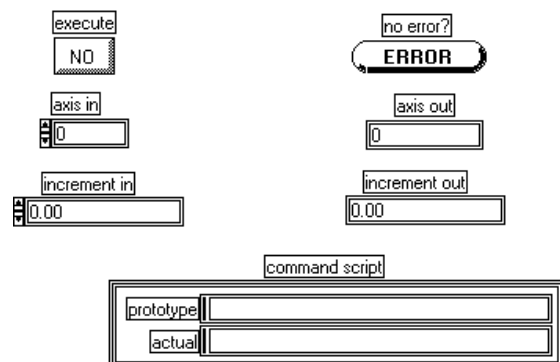 execute
no error?
NO
ERROR
axis in
axis out
0
0
increment in
increment out
0.00
0.00
command script
prototype
actual